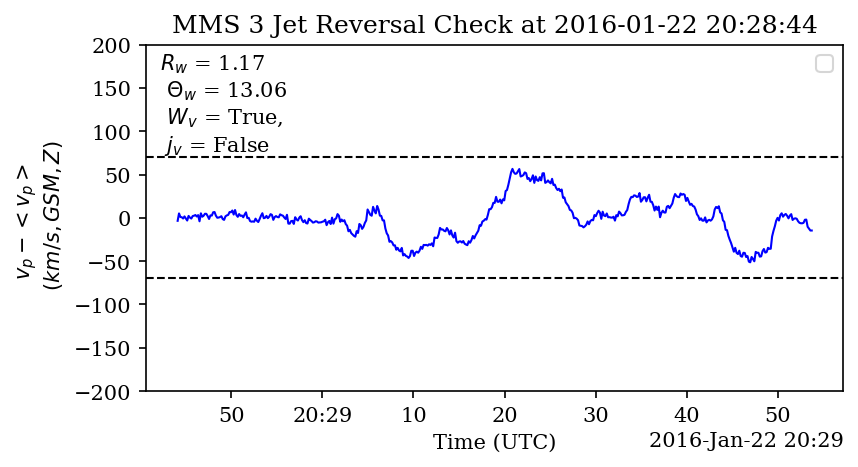 MMS 3 Jet Reversal Check at 2016-01-22 20:28:44
R_w = 1.17
Θ_w = 13.06
W_v = True,
j_v = False
v_p − < v_p >
(km/s, GSM, Z)
200
150
100
50
0
−50
−100
−150
−200
50 20:29 10 20 30 40 50
Time (UTC)
2016-Jan-22 20:29